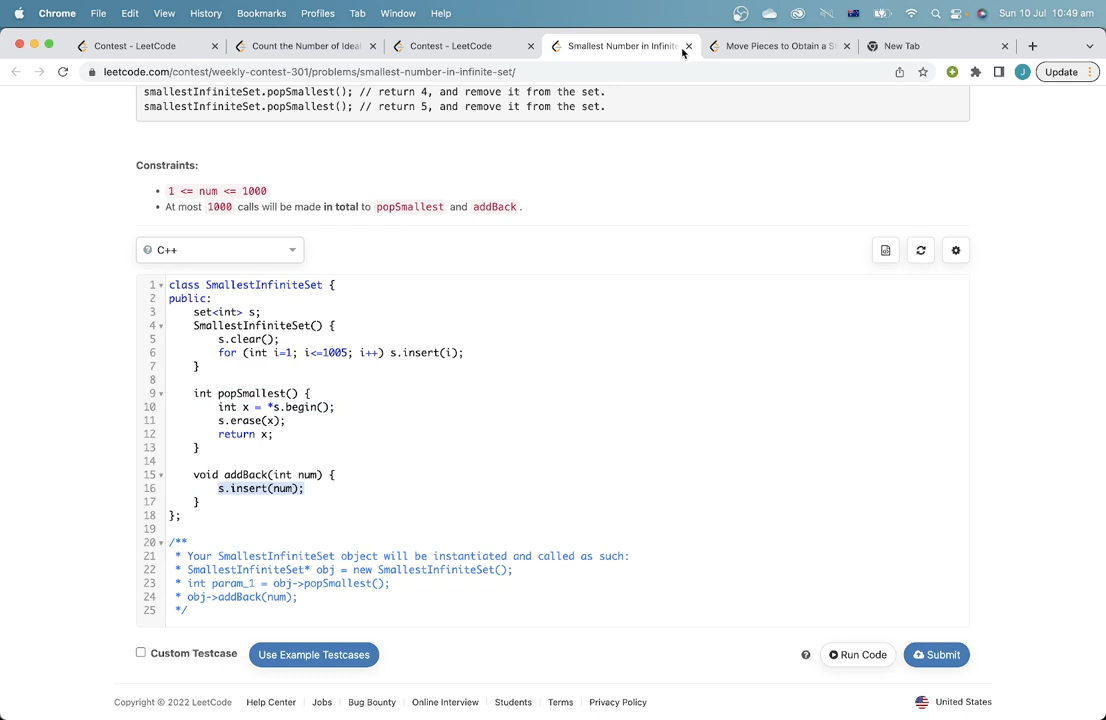 Chrome File Edit View History Bookmarks Profiles Tab Window Help Sun 10 Jul 10:49 am
Contest - LeetCode Count the Number of Ideal Contest - LeetCode Smallest Number in Infinite Move Pieces to Obtain a S New Tab
leetcode.com/contest/weekly-contest-301/problems/smallest-number-in-infinite-set/ J Update
smallestInfiniteSet.popSmallest(); // return 4, and remove it from the set.
smallestInfiniteSet.popSmallest(); // return 5, and remove it from the set.
Constraints:
• 1 <= num <= 1000
• At most 1000 calls will be made in total to popSmallest and addBack.
C++
1 class SmallestInfiniteSet {
2 public:
3 set<int> s;
4 SmallestInfiniteSet() {
5 s.clear();
6 for (int i=1; i<=1005; i++) s.insert(i);
7 }
8
9 int popSmallest() {
10 int x = *s.begin();
11 s.erase(x);
12 return x;
13 }
14
15 void addBack(int num) {
16 s.insert(num);
17 }
18 };
19
20 /**
21 * Your SmallestInfiniteSet object will be instantiated and called as such:
22 * SmallestInfiniteSet* obj = new SmallestInfiniteSet();
23 * int param_1 = obj->popSmallest();
24 * obj->addBack(num);
25 */
Custom Testcase Use Example Testcases Run Code Submit
Copyright © 2022 LeetCode Help Center Jobs Bug Bounty Online Interview Students Terms Privacy Policy United States